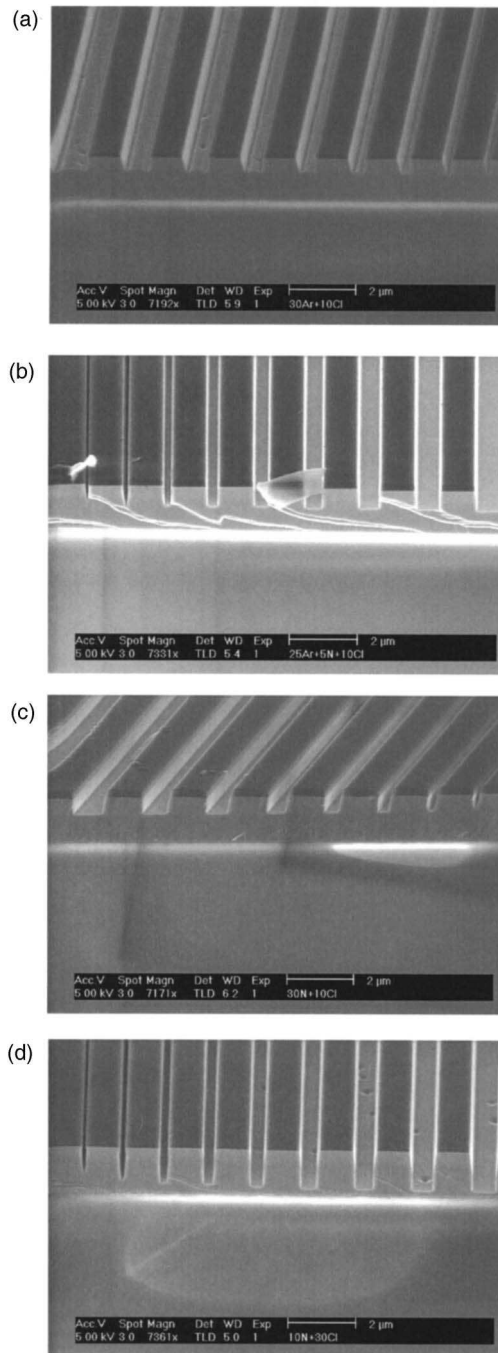 (a)
Acc.V Spot Magn Det WD Exp 2 µm
5.00 kV 3.0 7192x TLD 5.9 1 30Ar+10Cl
(b)
Acc.V Spot Magn Det WD Exp 2 µm
5.00 kV 3.0 7331x TLD 5.4 1 25Ar+5N+10Cl
(c)
Acc.V Spot Magn Det WD Exp 2 µm
5.00 kV 3.0 7171x TLD 6.2 1 30N+10Cl
(d)
Acc.V Spot Magn Det WD Exp 2 µm
5.00 kV 3.0 7361x TLD 5.0 1 10N+30Cl